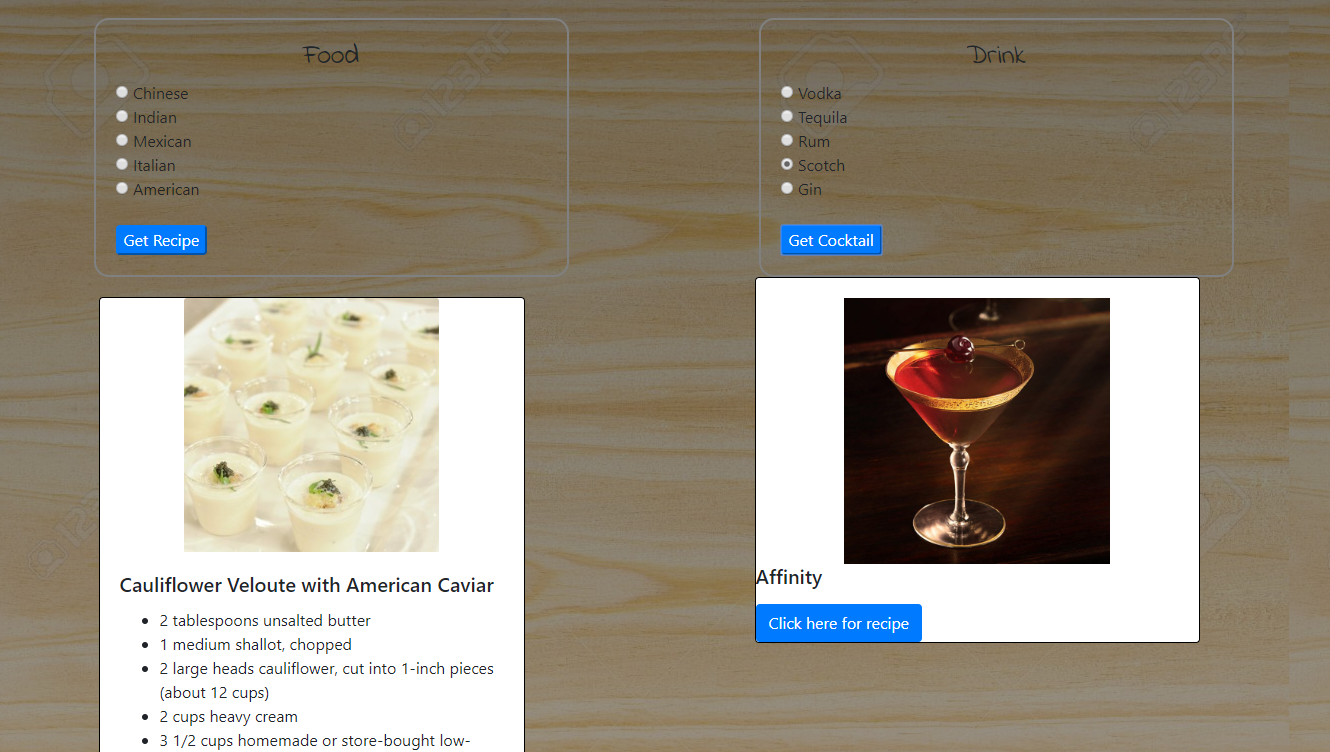 Food
Chinese
Indian
Mexican
Italian
American
Get Recipe
Drink
Vodka
Tequila
Rum
Scotch
Gin
Get Cocktail
Cauliflower Veloute with American Caviar
2 tablespoons unsalted butter
1 medium shallot, chopped
2 large heads cauliflower, cut into 1-inch pieces
(about 12 cups)
2 cups heavy cream
3 1/2 cups homemade or store-bought low-
Affinity
Click here for recipe
123RF
123RF
123RF